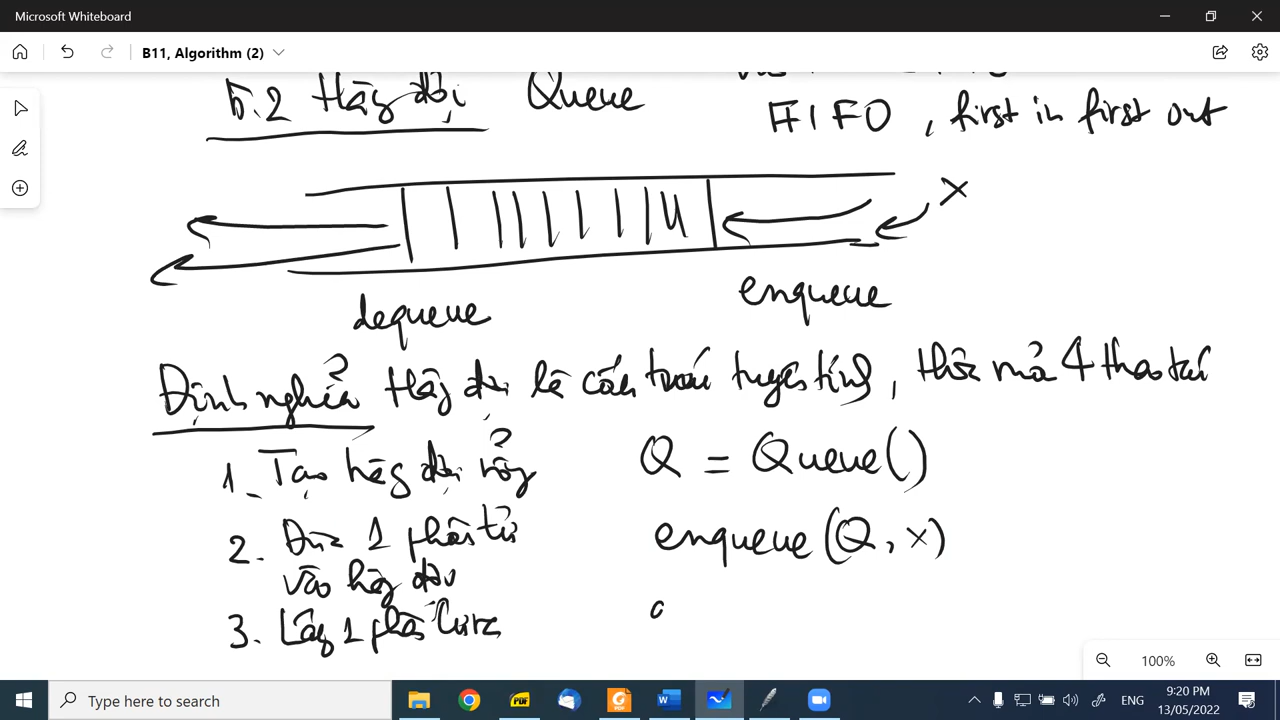 Microsoft Whiteboard
B11, Algorithm (2)
5.2 Hàng đợi Queue
FIFO, first in first out
x
dequeue
enqueue
Định nghĩa Hàng đợi là cấu trúc tuyến tính, thỏa mãn 4 thao tác
1. Tạo hàng đợi rỗng Q = Queue()
2. Đưa 1 phần tử enqueue(Q, x)
vào hàng đợi
3. Lấy 1 phần tử ra
100%
Type here to search
ENG
9:20 PM
13/05/2022